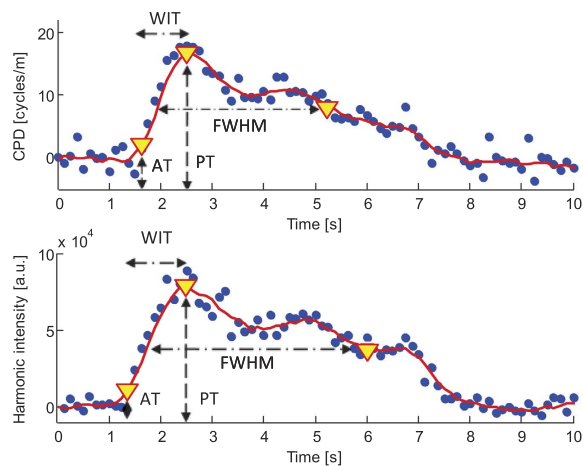 WIT
20
10
0
CPD [cycles/m]
FWHM
AT
PT
0 1 2 3 4 5 6 7 8 9 10
Time [s]
x 10⁴
WIT
10
5
0
Harmonic intensity [a.u.]
FWHM
AT
PT
0 1 2 3 4 5 6 7 8 9 10
Time [s]